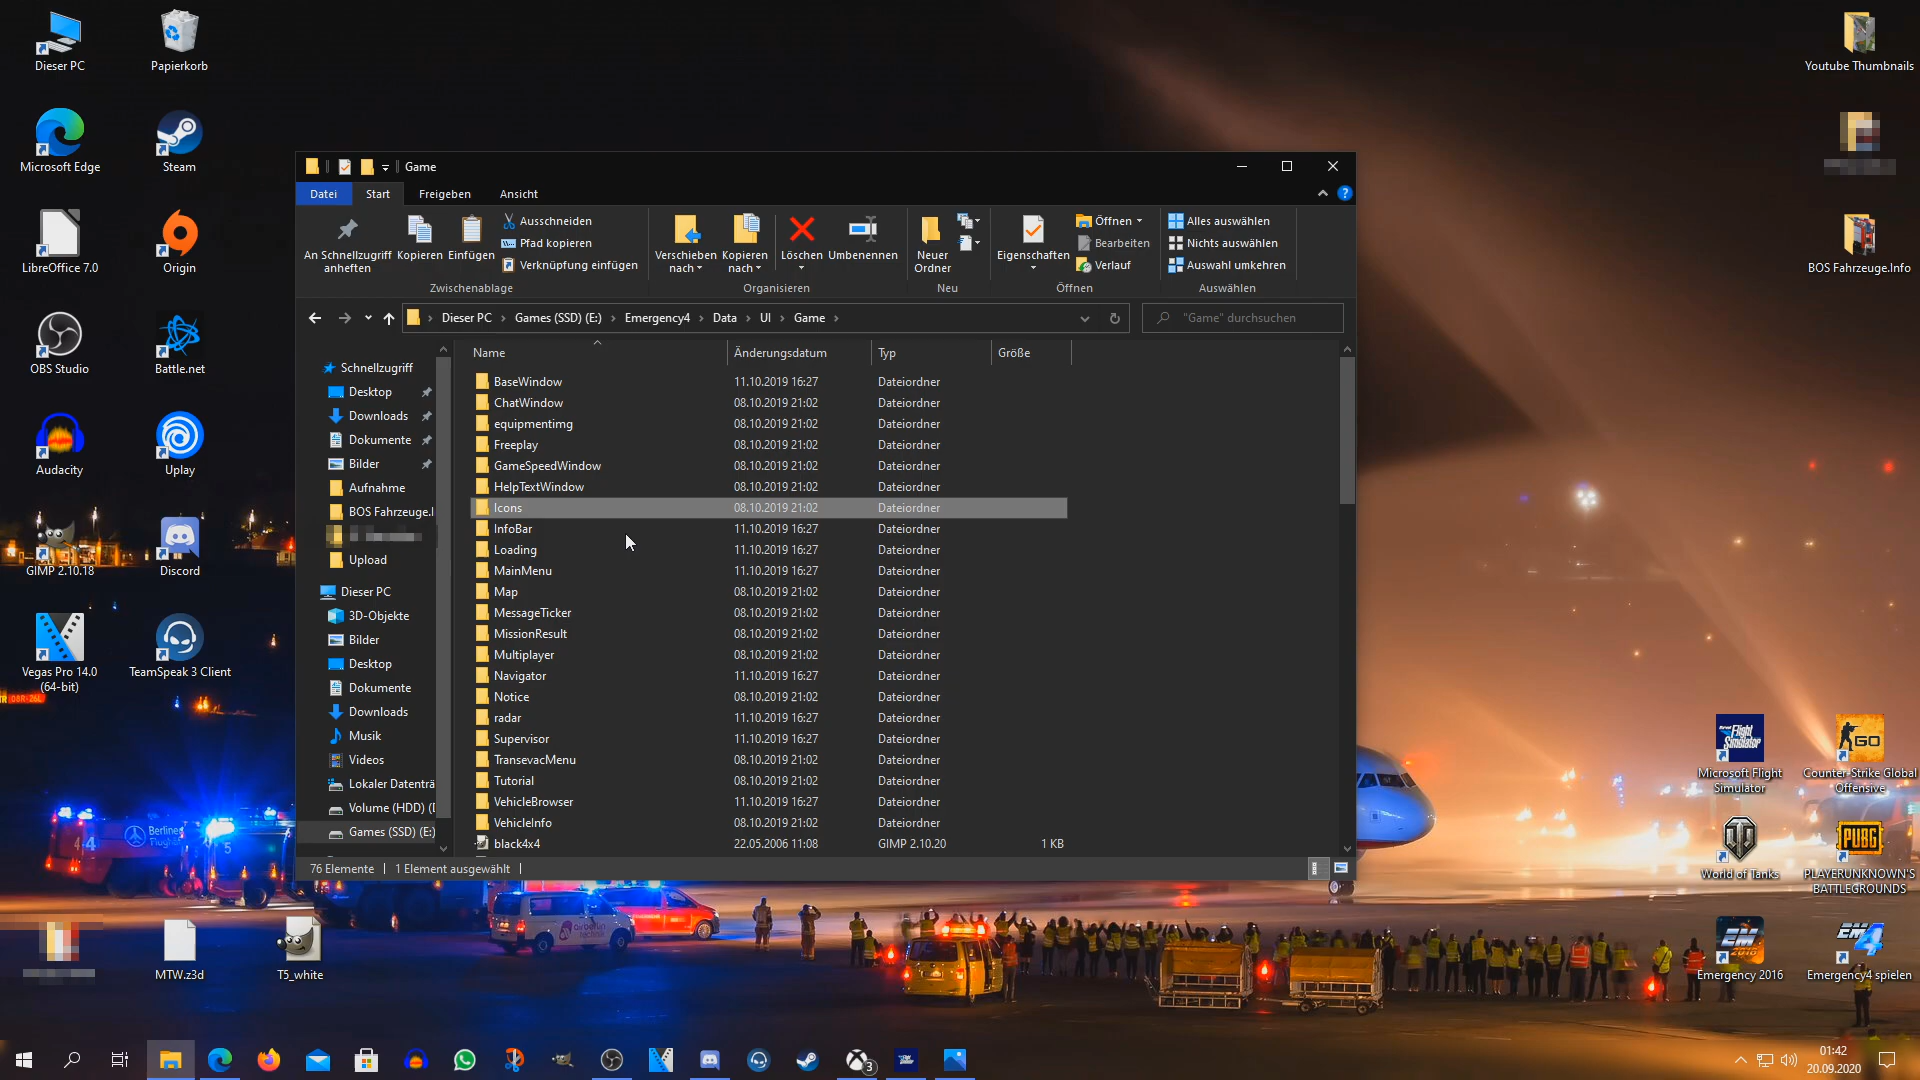 Dieser PC
Papierkorb
Microsoft Edge
Steam
LibreOffice 7.0
Origin
OBS Studio
Battle.net
Audacity
Uplay
GIMP 2.10.18
Discord
Vegas Pro 14.0
(64-bit)
TeamSpeak 3 Client
MTW.z3d
T5_white
Game
Datei
Start
Freigeben
Ansicht
An Schnellzugriff
anheften
Kopieren
Einfügen
Ausschneiden
Pfad kopieren
Verknüpfung einfügen
Zwischenablage
Verschieben
nach
Kopieren
nach
Löschen
Umbenennen
Organisieren
Neuer
Ordner
Neu
Eigenschaften
Öffnen
Bearbeiten
Verlauf
Öffnen
Alles auswählen
Nichts auswählen
Auswahl umkehren
Auswählen
Dieser PC > Games (SSD) (E:) > Emergency4 > Data > UI > Game >
"Game" durchsuchen
Schnellzugriff
Desktop
Downloads
Dokumente
Bilder
Aufnahme
BOS Fahrzeuge.I
Upload
Dieser PC
3D-Objekte
Bilder
Desktop
Dokumente
Downloads
Musik
Videos
Lokaler Datenträ
Volume (HDD) (
Games (SSD) (E:)
Name Änderungsdatum Typ Größe
BaseWindow 11.10.2019 16:27 Dateiordner
ChatWindow 08.10.2019 21:02 Dateiordner
equipmentimg 08.10.2019 21:02 Dateiordner
Freeplay 08.10.2019 21:02 Dateiordner
GameSpeedWindow 08.10.2019 21:02 Dateiordner
HelpTextWindow 08.10.2019 21:02 Dateiordner
Icons 08.10.2019 21:02 Dateiordner
InfoBar 11.10.2019 16:27 Dateiordner
Loading 11.10.2019 16:27 Dateiordner
MainMenu 11.10.2019 16:27 Dateiordner
Map 08.10.2019 21:02 Dateiordner
MessageTicker 08.10.2019 21:02 Dateiordner
MissionResult 08.10.2019 21:02 Dateiordner
Multiplayer 08.10.2019 21:02 Dateiordner
Navigator 11.10.2019 16:27 Dateiordner
Notice 08.10.2019 21:02 Dateiordner
radar 11.10.2019 16:27 Dateiordner
Supervisor 11.10.2019 16:27 Dateiordner
TransevacMenu 08.10.2019 21:02 Dateiordner
Tutorial 08.10.2019 21:02 Dateiordner
VehicleBrowser 11.10.2019 16:27 Dateiordner
VehicleInfo 08.10.2019 21:02 Dateiordner
black4x4 22.05.2006 11:08 GIMP 2.10.20 1 KB
76 Elemente
1 Element ausgewählt
Youtube Thumbnails
BOS Fahrzeuge.Info
Microsoft Flight
Simulator
Counter-Strike Global
Offensive
World of Tanks
PUBG
PLAYERUNKNOWN'S
BATTLEGROUNDS
Emergency 2016
Emergency4 spielen
3
01:42
20.09.2020